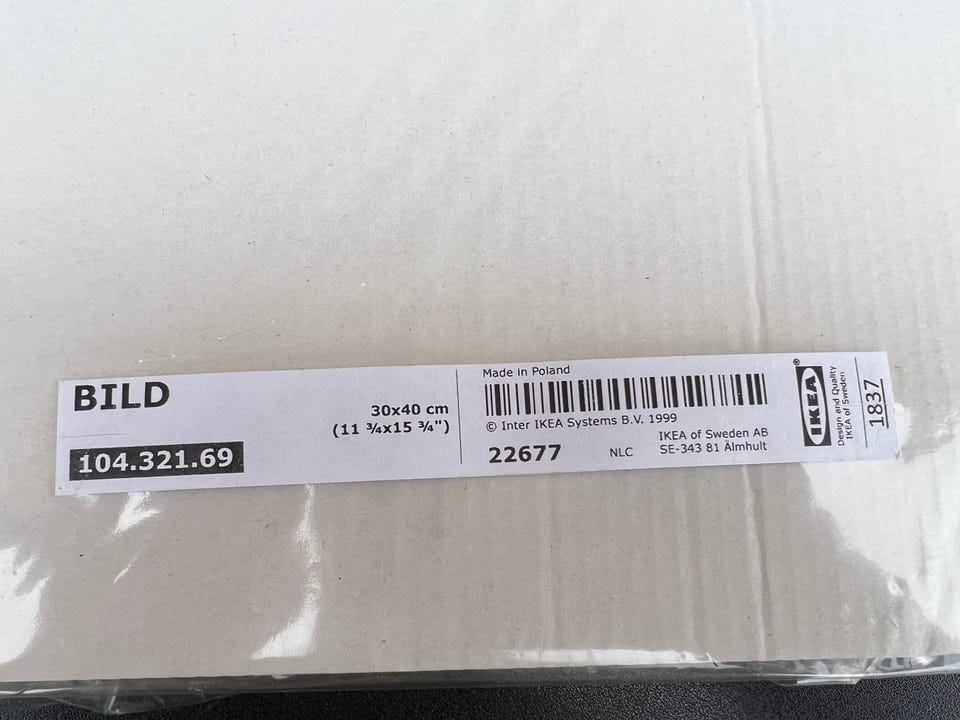 BILD
30x40 cm
(11 ¾x15 ¾")
104.321.69
Made in Poland
© Inter IKEA Systems B.V. 1999
22677
NLC
IKEA of Sweden AB
SE-343 81 Älmhult
IKEA®
Design and Quality
IKEA of Sweden
1837